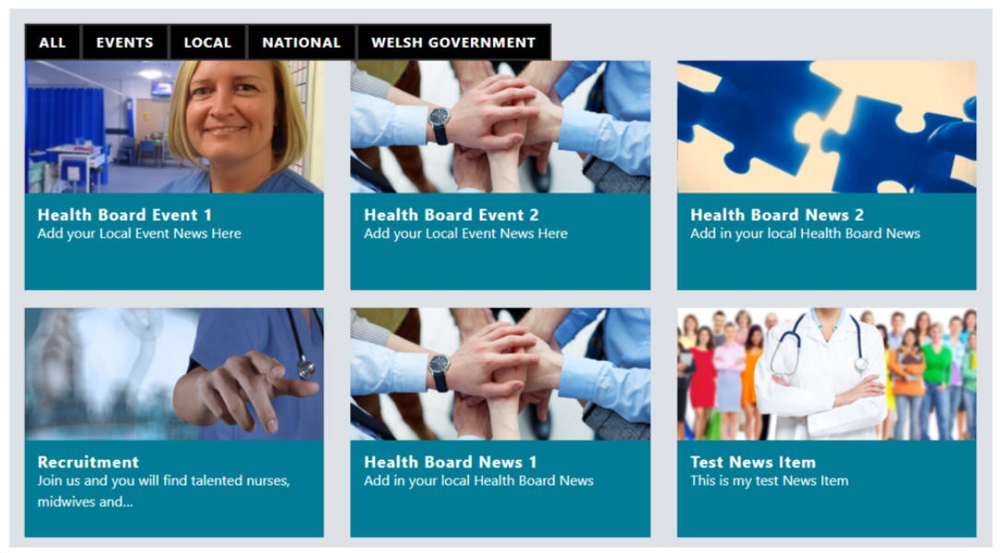 ALL EVENTS LOCAL NATIONAL WELSH GOVERNMENT
Health Board Event 1
Add your Local Event News Here
Health Board Event 2
Add your Local Event News Here
Health Board News 2
Add in your local Health Board News
Recruitment
Join us and you will find talented nurses,
midwives and...
Health Board News 1
Add in your local Health Board News
Test News Item
This is my test News Item